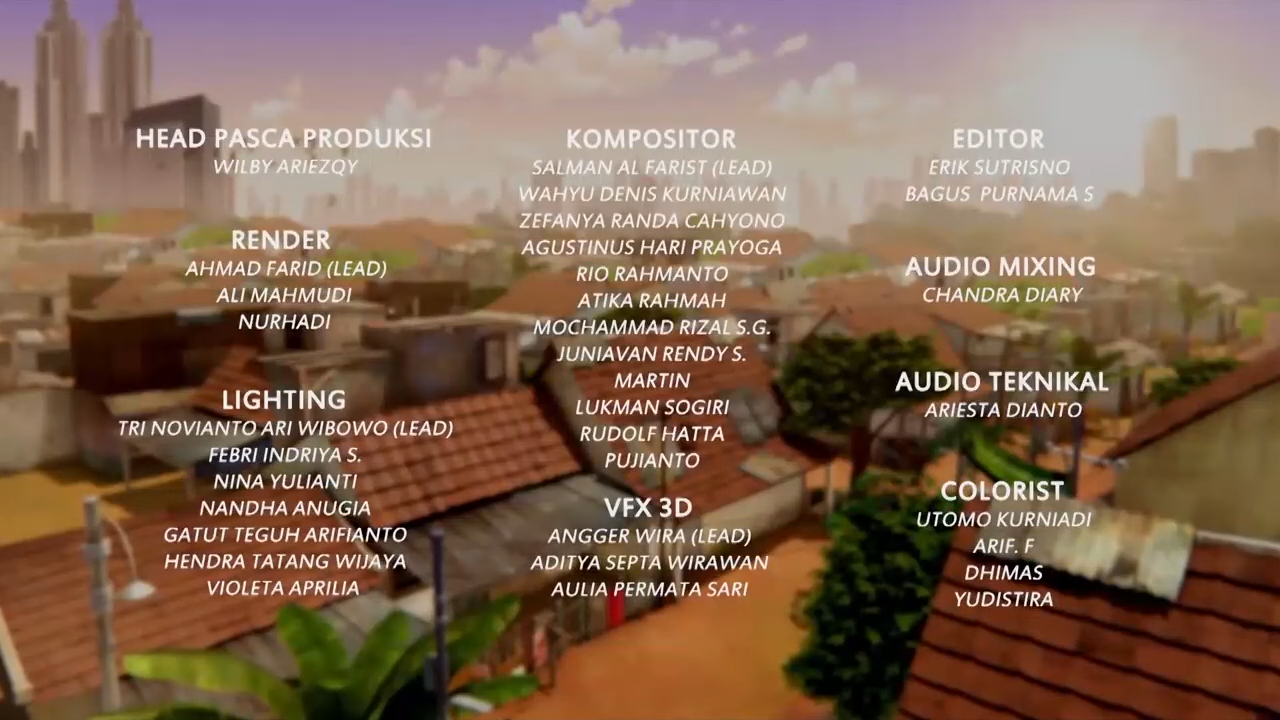 HEAD PASCA PRODUKSI
WILBY ARIEZQY
RENDER
AHMAD FARID (LEAD)
ALI MAHMUDI
NURHADI
LIGHTING
TRI NOVIANTO ARI WIBOWO (LEAD)
FEBRI INDRIYA S.
NINA YULIANTI
NANDHA ANUGIA
GATUT TEGUH ARIFIANTO
HENDRA TATANG WIJAYA
VIOLETA APRILIA
KOMPOSITOR
SALMAN AL FARIST (LEAD)
WAHYU DENIS KURNIAWAN
ZEFANYA RANDA CAHYONO
AGUSTINUS HARI PRAYOGA
RIO RAHMANTO
ATIKA RAHMAH
MOCHAMMAD RIZAL S.G.
JUNIAVAN RENDY S.
MARTIN
LUKMAN SOGIRI
RUDOLF HATTA
PUJIANTO
VFX 3D
ANGGER WIRA (LEAD)
ADITYA SEPTA WIRAWAN
AULIA PERMATA SARI
EDITOR
ERIK SUTRISNO
BAGUS PURNAMA S
AUDIO MIXING
CHANDRA DIARY
AUDIO TEKNIKAL
ARIESTA DIANTO
COLORIST
UTOMO KURNIADI
ARIF. F
DHIMAS
YUDISTIRA